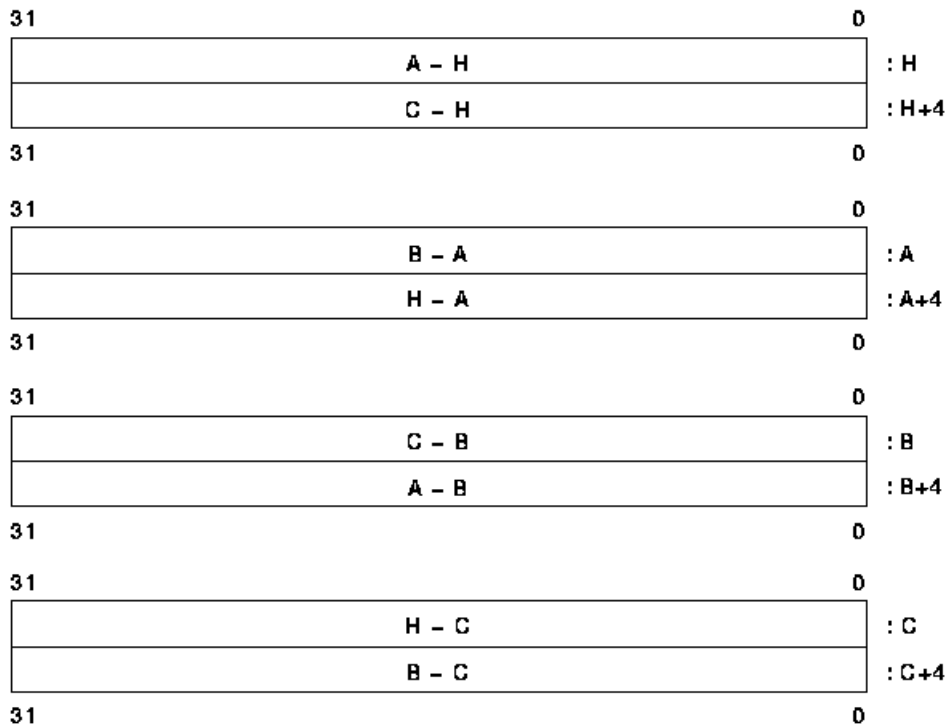 31 0
A – H : H
C – H : H+4
31 0
31 0
B – A : A
H – A : A+4
31 0
31 0
C – B : B
A – B : B+4
31 0
31 0
H – C : C
B – C : C+4
31 0